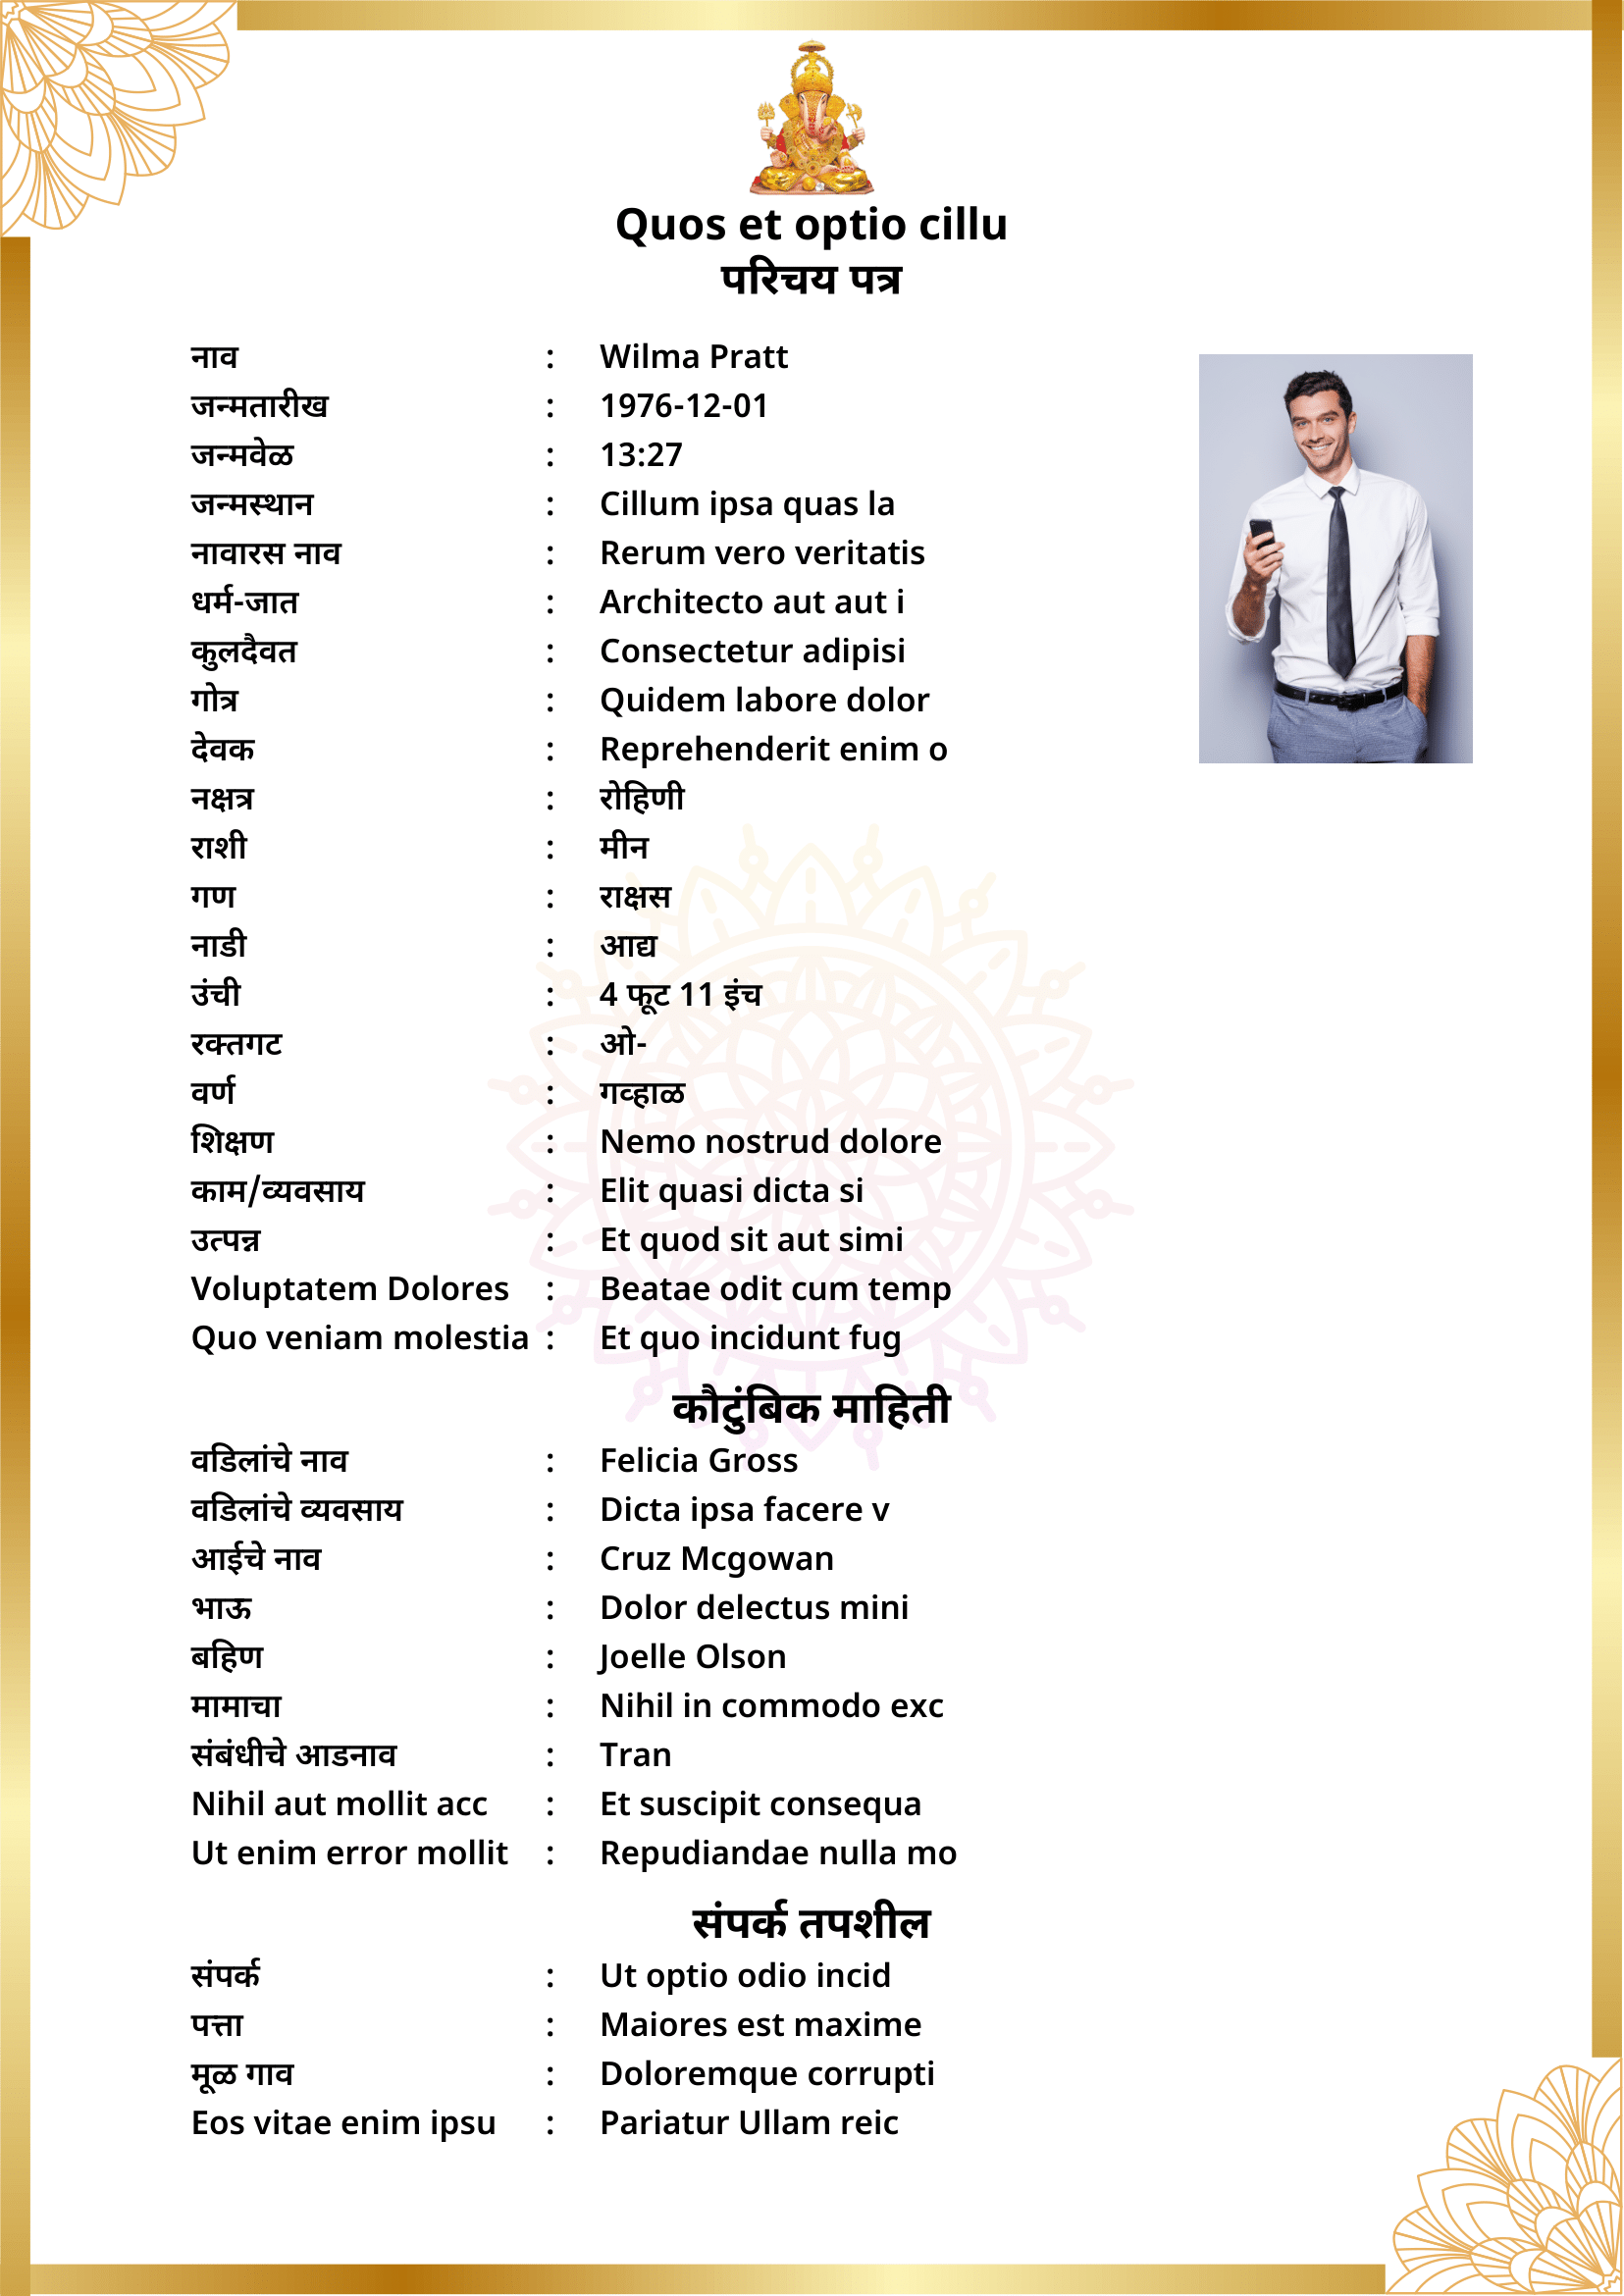 Quos et optio cillu
परिचय पत्र
नाव : Wilma Pratt
जन्मतारीख : 1976-12-01
जन्मवेळ : 13:27
जन्मस्थान : Cillum ipsa quas la
नावारस नाव : Rerum vero veritatis
धर्म-जात : Architecto aut aut i
कुलदैवत : Consectetur adipisi
गोत्र : Quidem labore dolor
देवक : Reprehenderit enim o
नक्षत्र : रोहिणी
राशी : मीन
गण : राक्षस
नाडी : आद्य
उंची : 4 फूट 11 इंच
रक्तगट : ओ-
वर्ण : गव्हाळ
शिक्षण : Nemo nostrud dolore
काम/व्यवसाय : Elit quasi dicta si
उत्पन्न : Et quod sit aut simi
Voluptatem Dolores : Beatae odit cum temp
Quo veniam molestia : Et quo incidunt fug
कौटुंबिक माहिती
वडिलांचे नाव : Felicia Gross
वडिलांचे व्यवसाय : Dicta ipsa facere v
आईचे नाव : Cruz Mcgowan
भाऊ : Dolor delectus mini
बहिण : Joelle Olson
मामाचा : Nihil in commodo exc
संबंधीचे आडनाव : Tran
Nihil aut mollit acc : Et suscipit consequa
Ut enim error mollit : Repudiandae nulla mo
संपर्क तपशील
संपर्क : Ut optio odio incid
पत्ता : Maiores est maxime
मूळ गाव : Doloremque corrupti
Eos vitae enim ipsu : Pariatur Ullam reic